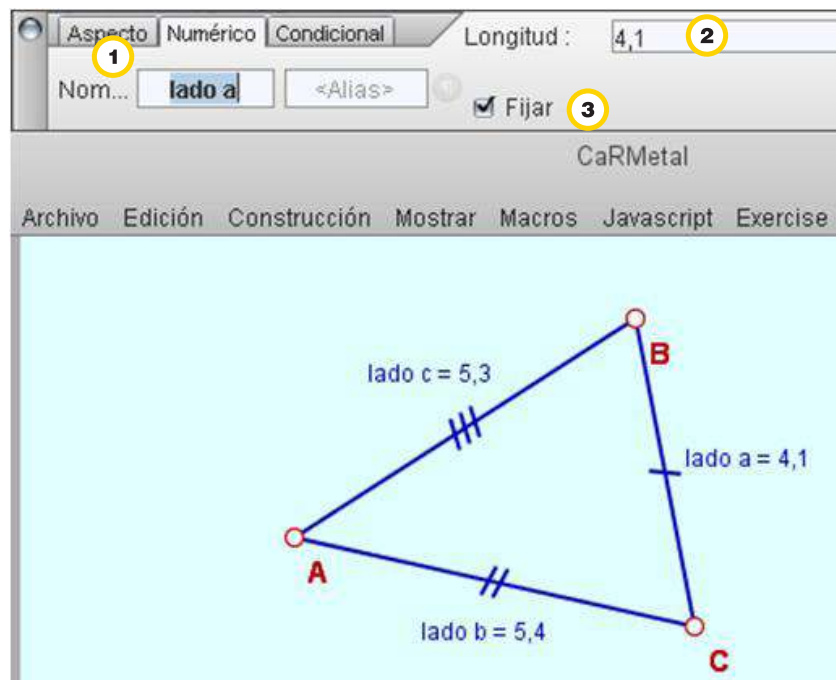 Aspecto Numérico Condicional Longitud : 4,1 2
1
Nom... lado a <Alias>
Fijar 3
CaRMetal
Archivo Edición Construcción Mostrar Macros Javascript Exercise
B
lado c = 5,3
lado a = 4,1
A
lado b = 5,4
C